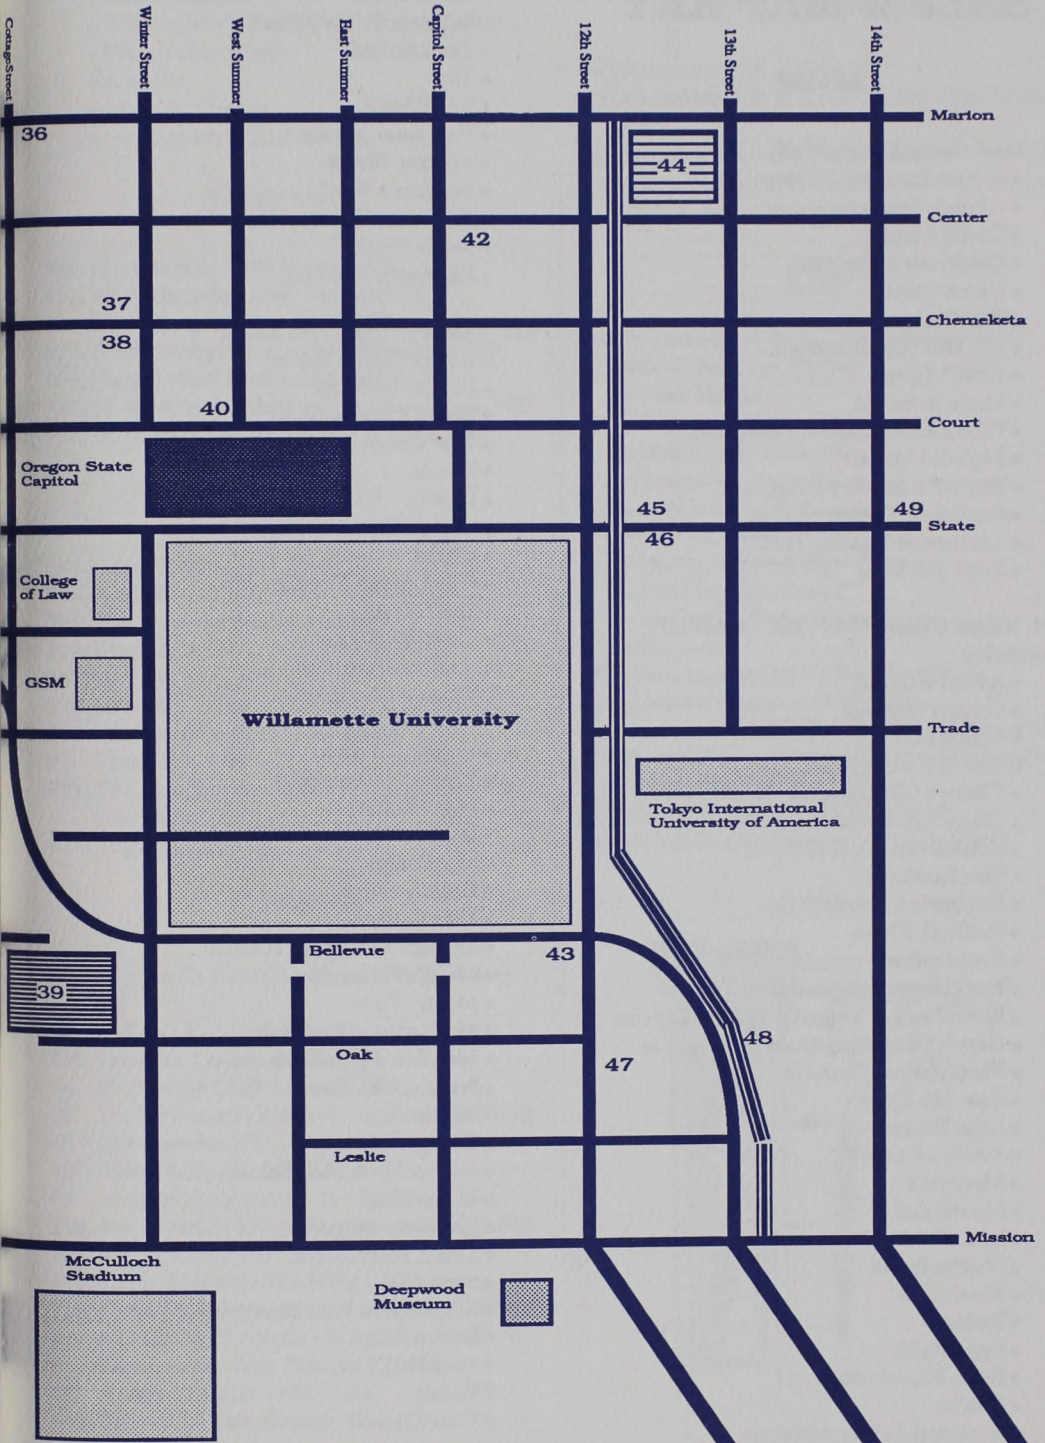 Cottage Street
Winter Street
West Summer
East Summer
Capitol Street
12th Street
13th Street
14th Street
Marion
36
44
Center
42
37
Chemeketa
38
40
Court
Oregon State
Capitol
45
49
State
46
College
of Law
GSM
Willamette University
Trade
Tokyo International
University of America
Bellevue
43
39
48
Oak
47
Leslie
Mission
McCulloch
Stadium
Deepwood
Museum